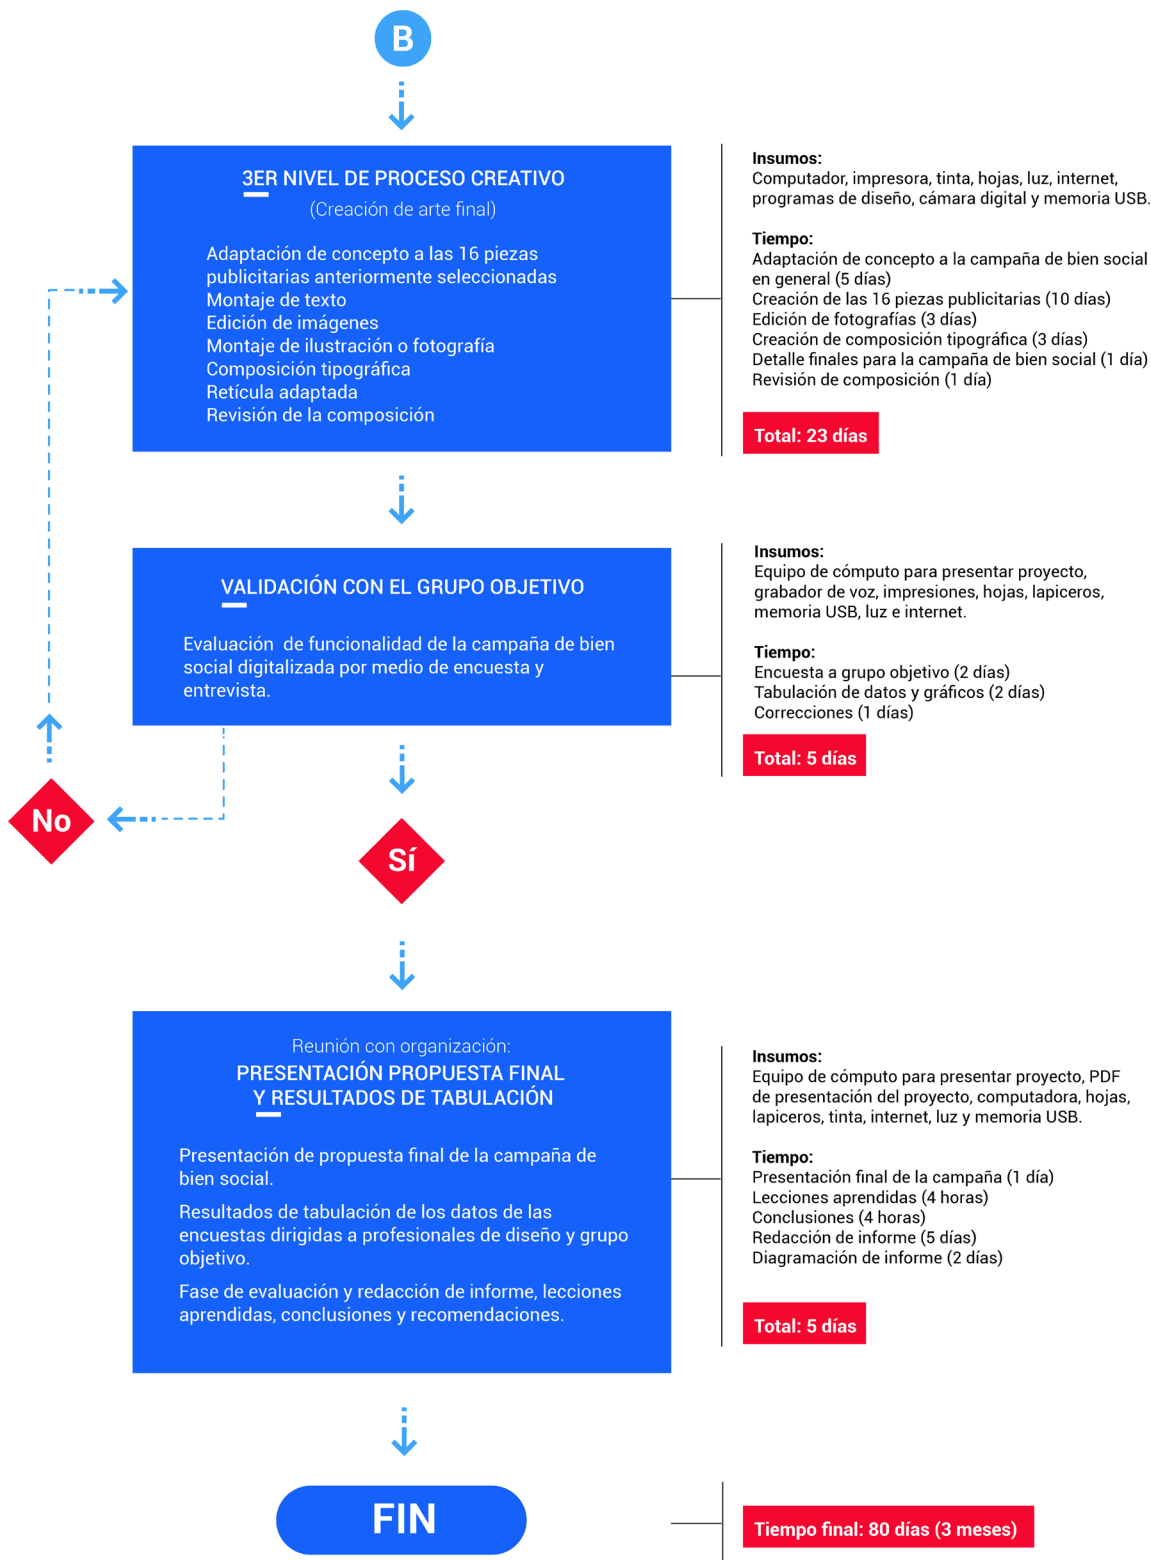 B
3ER NIVEL DE PROCESO CREATIVO
(Creación de arte final)
Adaptación de concepto a las 16 piezas
publicitarias anteriormente seleccionadas
Montaje de texto
Edición de imágenes
Montaje de ilustración o fotografía
Composición tipográfica
Retícula adaptada
Revisión de la composición
Insumos:
Computador, impresora, tinta, hojas, luz, internet,
programas de diseño, cámara digital y memoria USB.
Tiempo:
Adaptación de concepto a la campaña de bien social
en general (5 días)
Creación de las 16 piezas publicitarias (10 días)
Edición de fotografías (3 días)
Creación de composición tipográfica (3 días)
Detalle finales para la campaña de bien social (1 día)
Revisión de composición (1 día)
Total: 23 días
VALIDACIÓN CON EL GRUPO OBJETIVO
Evaluación de funcionalidad de la campaña de bien
social digitalizada por medio de encuesta y
entrevista.
Insumos:
Equipo de cómputo para presentar proyecto,
grabador de voz, impresiones, hojas, lapiceros,
memoria USB, luz e internet.
Tiempo:
Encuesta a grupo objetivo (2 días)
Tabulación de datos y gráficos (2 días)
Correcciones (1 días)
Total: 5 días
No
Sí
Reunión con organización:
PRESENTACIÓN PROPUESTA FINAL
Y RESULTADOS DE TABULACIÓN
Presentación de propuesta final de la campaña de
bien social.
Resultados de tabulación de los datos de las
encuestas dirigidas a profesionales de diseño y grupo
objetivo.
Fase de evaluación y redacción de informe, lecciones
aprendidas, conclusiones y recomendaciones.
Insumos:
Equipo de cómputo para presentar proyecto, PDF
de presentación del proyecto, computadora, hojas,
lapiceros, tinta, internet, luz y memoria USB.
Tiempo:
Presentación final de la campaña (1 día)
Lecciones aprendidas (4 horas)
Conclusiones (4 horas)
Redacción de informe (5 días)
Diagramación de informe (2 días)
Total: 5 días
FIN
Tiempo final: 80 días (3 meses)